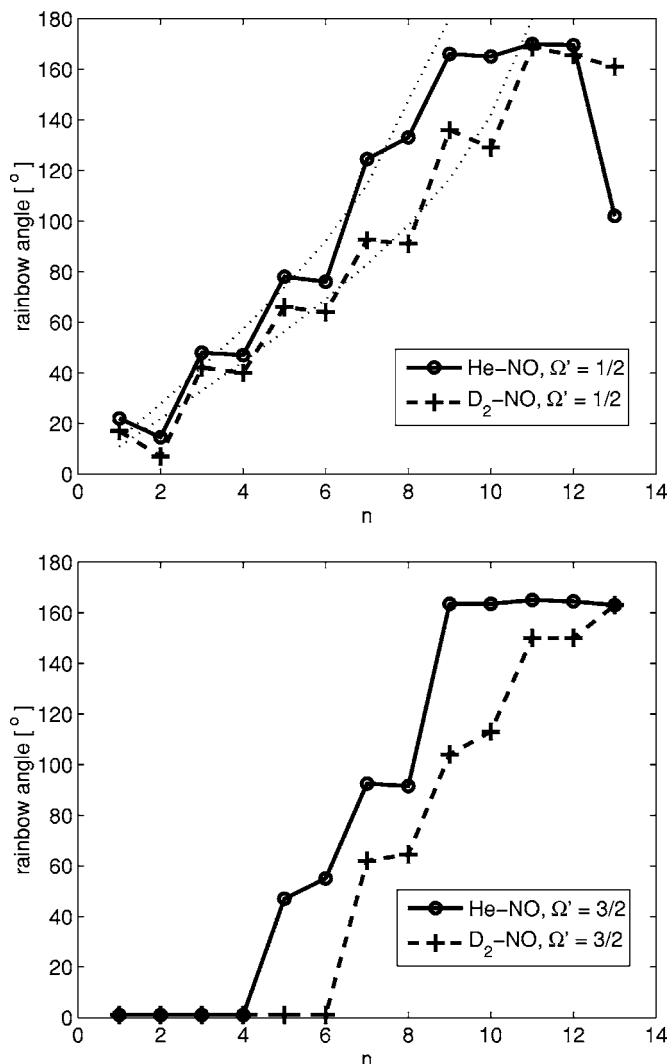 180
160
140
120
100
80
60
40
20
0
rainbow angle [°]
He−NO, Ω' = 1/2
D₂−NO, Ω' = 1/2
0 2 4 6 8 10 12 14
n
180
160
140
120
100
80
60
40
20
0
rainbow angle [°]
He−NO, Ω' = 3/2
D₂−NO, Ω' = 3/2
0 2 4 6 8 10 12 14
n